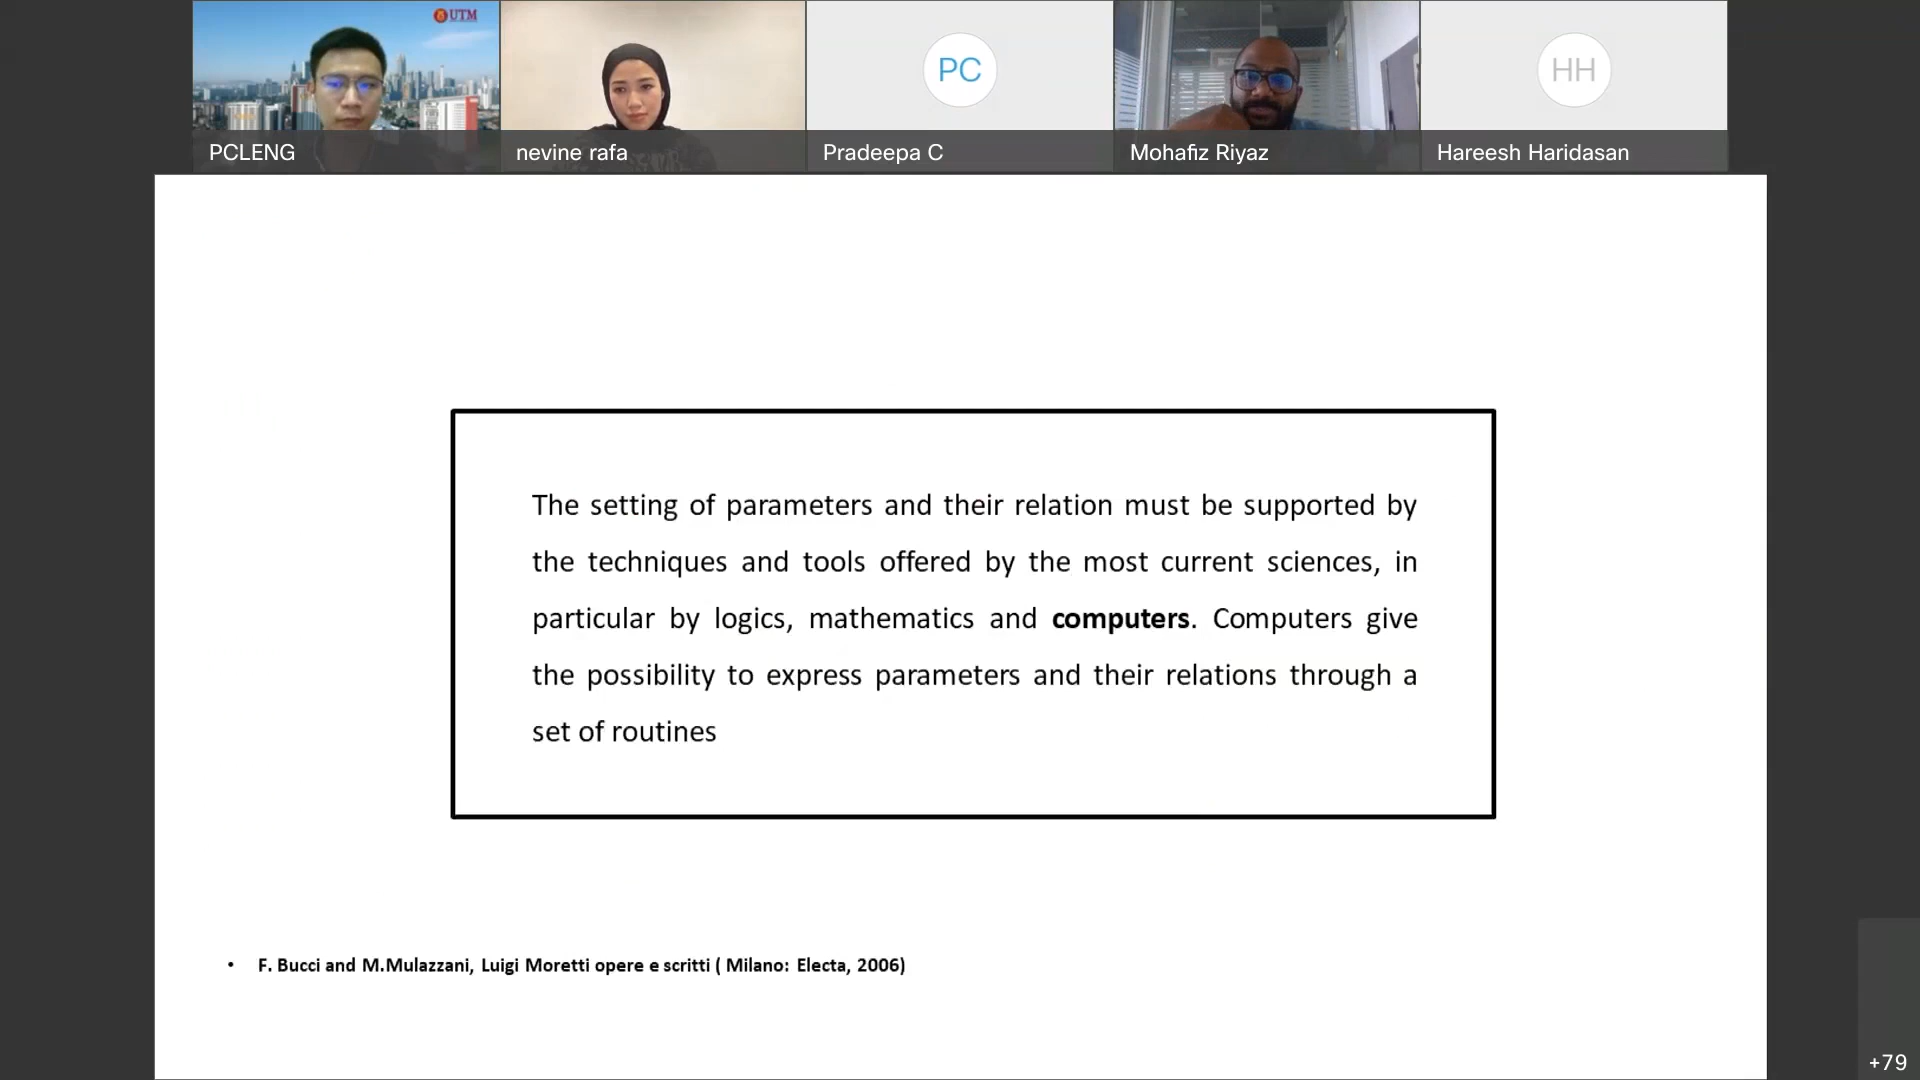 UTM
PC
HH
PCLENG
nevine rafa
Pradeepa C
Mohafiz Riyaz
Hareesh Haridasan
The setting of parameters and their relation must be supported by
the techniques and tools offered by the most current sciences, in
particular by logics, mathematics and computers. Computers give
the possibility to express parameters and their relations through a
set of routines
• F. Bucci and M.Mulazzani, Luigi Moretti opere e scritti ( Milano: Electa, 2006)
+79